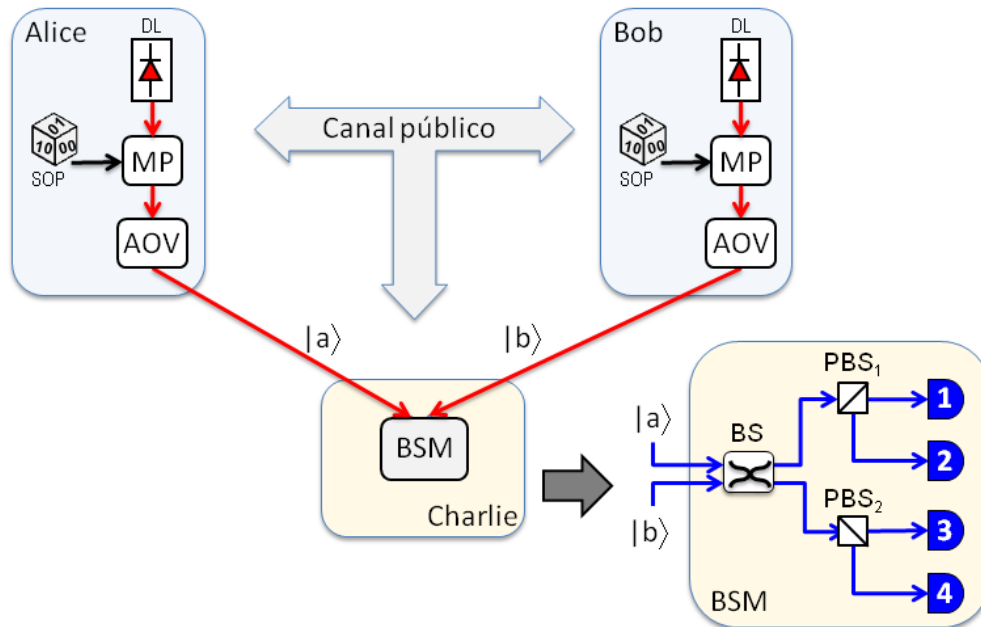 Alice
DL
01
10 00
SOP
MP
AOV
Canal público
Bob
DL
01
10 00
SOP
MP
AOV
|a⟩
|b⟩
BSM
Charlie
|a⟩
|b⟩
BS
PBS₁
PBS₂
1
2
3
4
BSM